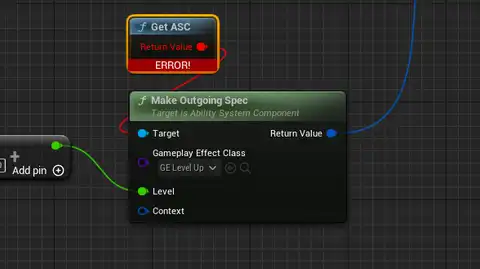 Get ASC
Return Value
ERROR!
Make Outgoing Spec
Target is Ability System Component
Target
Return Value
Gameplay Effect Class
GE Level Up
Add pin
Level
Context